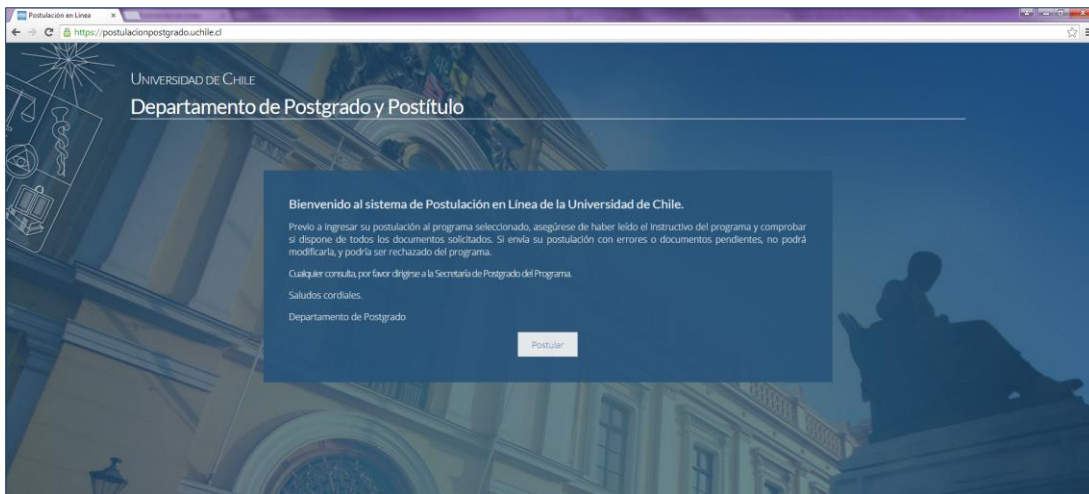 Postulación en Línea
https://postulacionpostgrado.uchile.cl
UNIVERSIDAD DE CHILE
Departamento de Postgrado y Postítulo
Bienvenido al sistema de Postulación en Línea de la Universidad de Chile.
Previo a ingresar su postulación al programa seleccionado, asegúrese de haber leído el Instructivo del programa y comprobar
si dispone de todos los documentos solicitados. Si envía su postulación con errores o documentos pendientes, no podrá
modificarla, y podría ser rechazado del programa.
Cualquier consulta, por favor dirigirse a la Secretaría de Postgrado del Programa.
Saludos cordiales.
Departamento de Postgrado
Postular